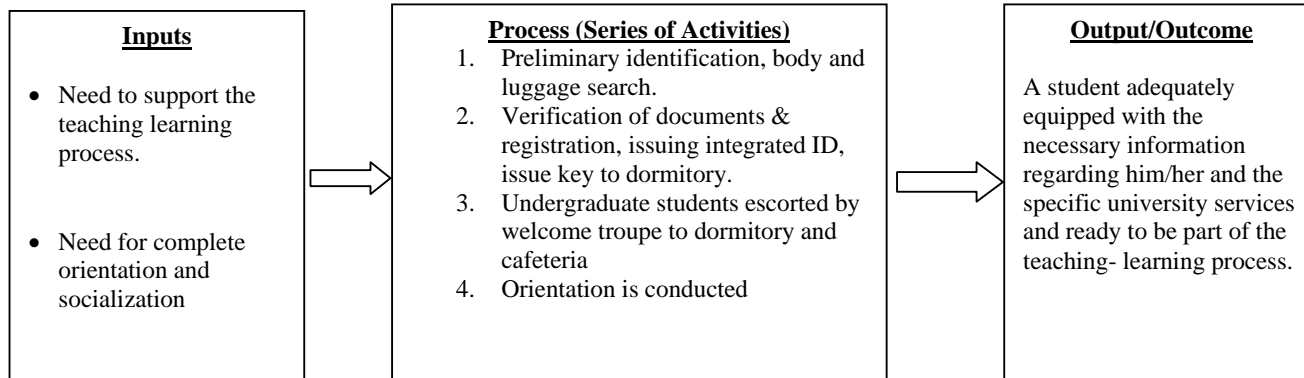 Inputs
• Need to support the
teaching learning
process.
• Need for complete
orientation and
socialization
Process (Series of Activities)
1. Preliminary identification, body and
luggage search.
2. Verification of documents &
registration, issuing integrated ID,
issue key to dormitory.
3. Undergraduate students escorted by
welcome troupe to dormitory and
cafeteria
4. Orientation is conducted
Output/Outcome
A student adequately
equipped with the
necessary information
regarding him/her and the
specific university services
and ready to be part of the
teaching- learning process.